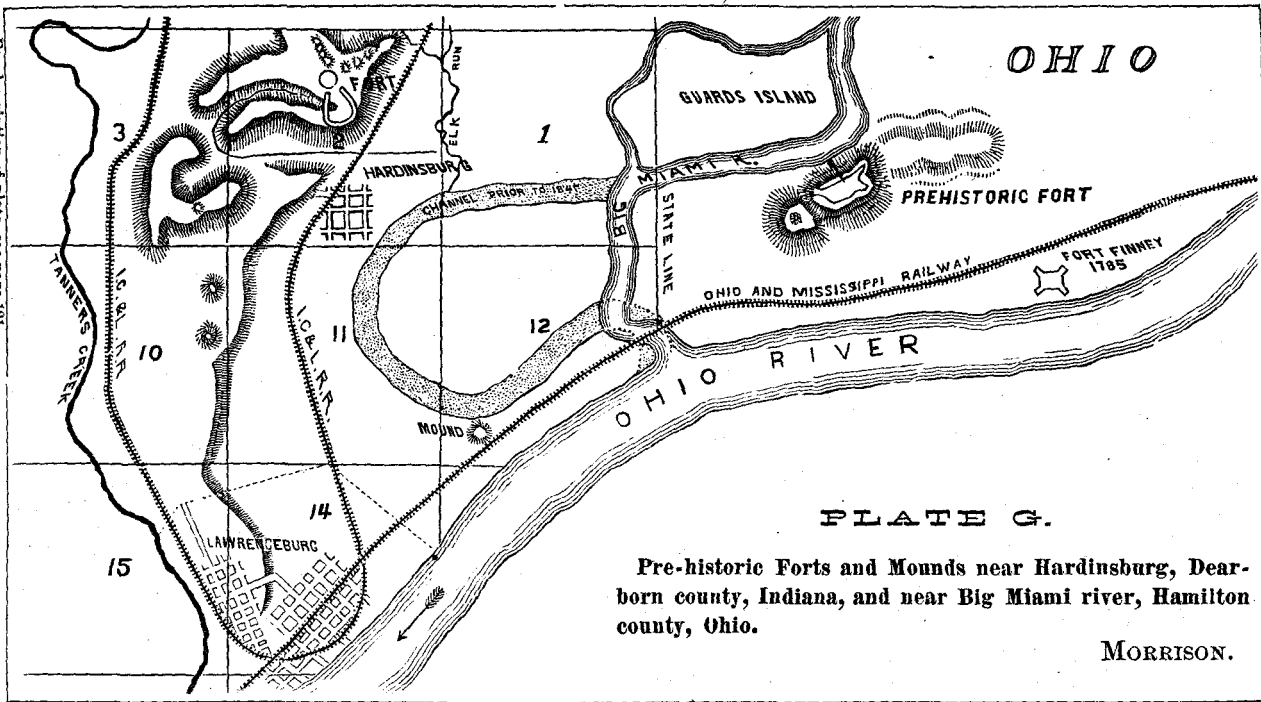 OHIO
GUARDS ISLAND
FORT
RUN
ELK
3
2
1
HARDINSBURG
MIAMI R.
BIG
CHANNEL PRIOR TO
STATE LINE
PREHISTORIC FORT
FORT FINNEY
1785
OHIO AND MISSISSIPPI RAILWAY
TANNERS CREEK
I.C. & L. R.R.
I.C. & L. R.R.
10
11
12
OHIO RIVER
MOUND
14
15
LAWRENCEBURG
PLATE G.
Pre-historic Forts and Mounds near Hardinsburg, Dear-
born county, Indiana, and near Big Miami river, Hamilton
county, Ohio.
MORRISON.